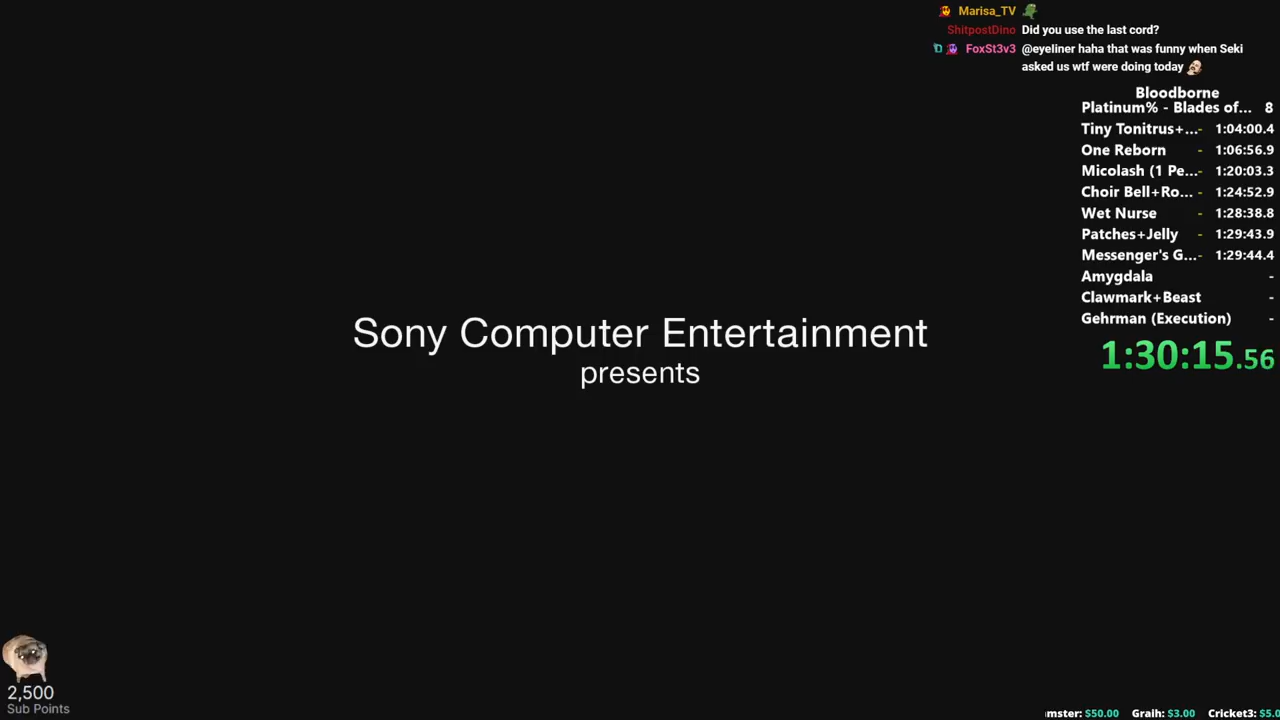 Marisa_TV
ShitpostDino Did you use the last cord?
FoxSt3v3 @eyeliner haha that was funny when Seki
asked us wtf were doing today
Bloodborne
Platinum% - Blades of... 8
Tiny Tonitrus+... - 1:04:00.4
One Reborn - 1:06:56.9
Micolash (1 Pe... - 1:20:03.3
Choir Bell+Ro... - 1:24:52.9
Wet Nurse - 1:28:38.8
Patches+Jelly - 1:29:43.9
Messenger's G... - 1:29:44.4
Amygdala -
Clawmark+Beast -
Gehrman (Execution) -
1:30:15.56
Sony Computer Entertainment
presents
2,500
Sub Points
mster: $50.00 Graih: $3.00 Cricket3: $5.0